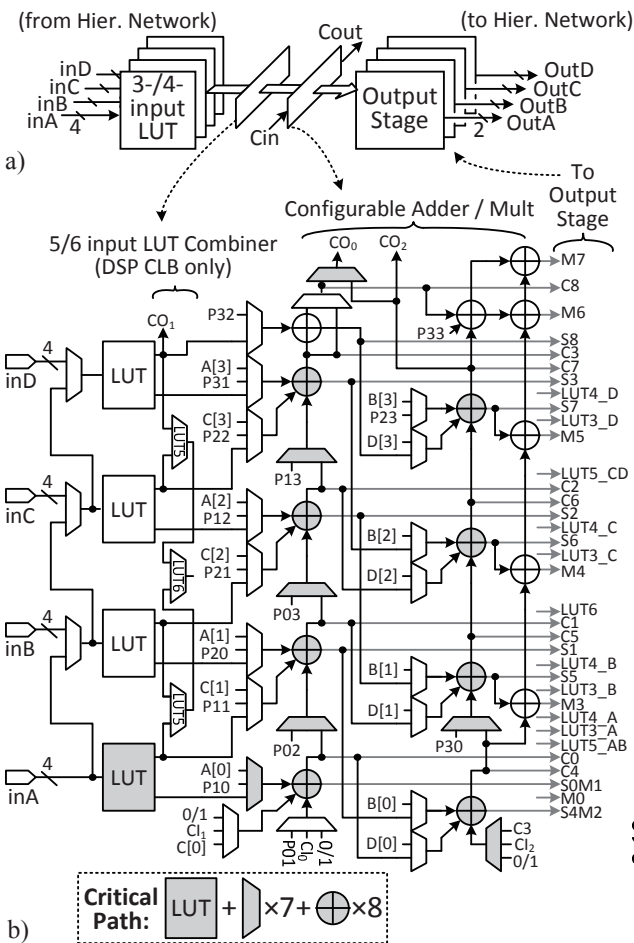 (from Hier. Network)
(to Hier. Network)
Cout
inD
inC
inB
inA
4
3-/4-
input
LUT
Cin
Output
Stage
2
OutD
OutC
OutB
OutA
a)
To
Output
Stage
Configurable Adder / Mult
5/6 input LUT Combiner
(DSP CLB only)
CO0
CO2
CO1
M7
C8
M6
P33
P32
S8
C3
C7
S3
LUT4_D
S7
LUT3_D
M5
inD
4
LUT
A[3]
P31
C[3]
P22
B[3]
P23
D[3]
LUT5
P13
LUT5_CD
C2
C6
S2
LUT4_C
S6
LUT3_C
M4
inC
4
LUT
A[2]
P12
C[2]
P21
B[2]
D[2]
LUT6
P03
LUT6
C1
C5
S1
LUT4_B
S5
LUT3_B
M3
inB
4
LUT
A[1]
P20
C[1]
P11
B[1]
D[1]
LUT5
P02
P30
LUT4_A
LUT3_A
LUT5_AB
C0
C4
S0M1
M0
S4M2
inA
4
LUT
A[0]
P10
0/1
CI1
C[0]
P01
CI0
0/1
B[0]
D[0]
C3
CI2
0/1
Critical
Path:
LUT + ×7+ ×8
b)